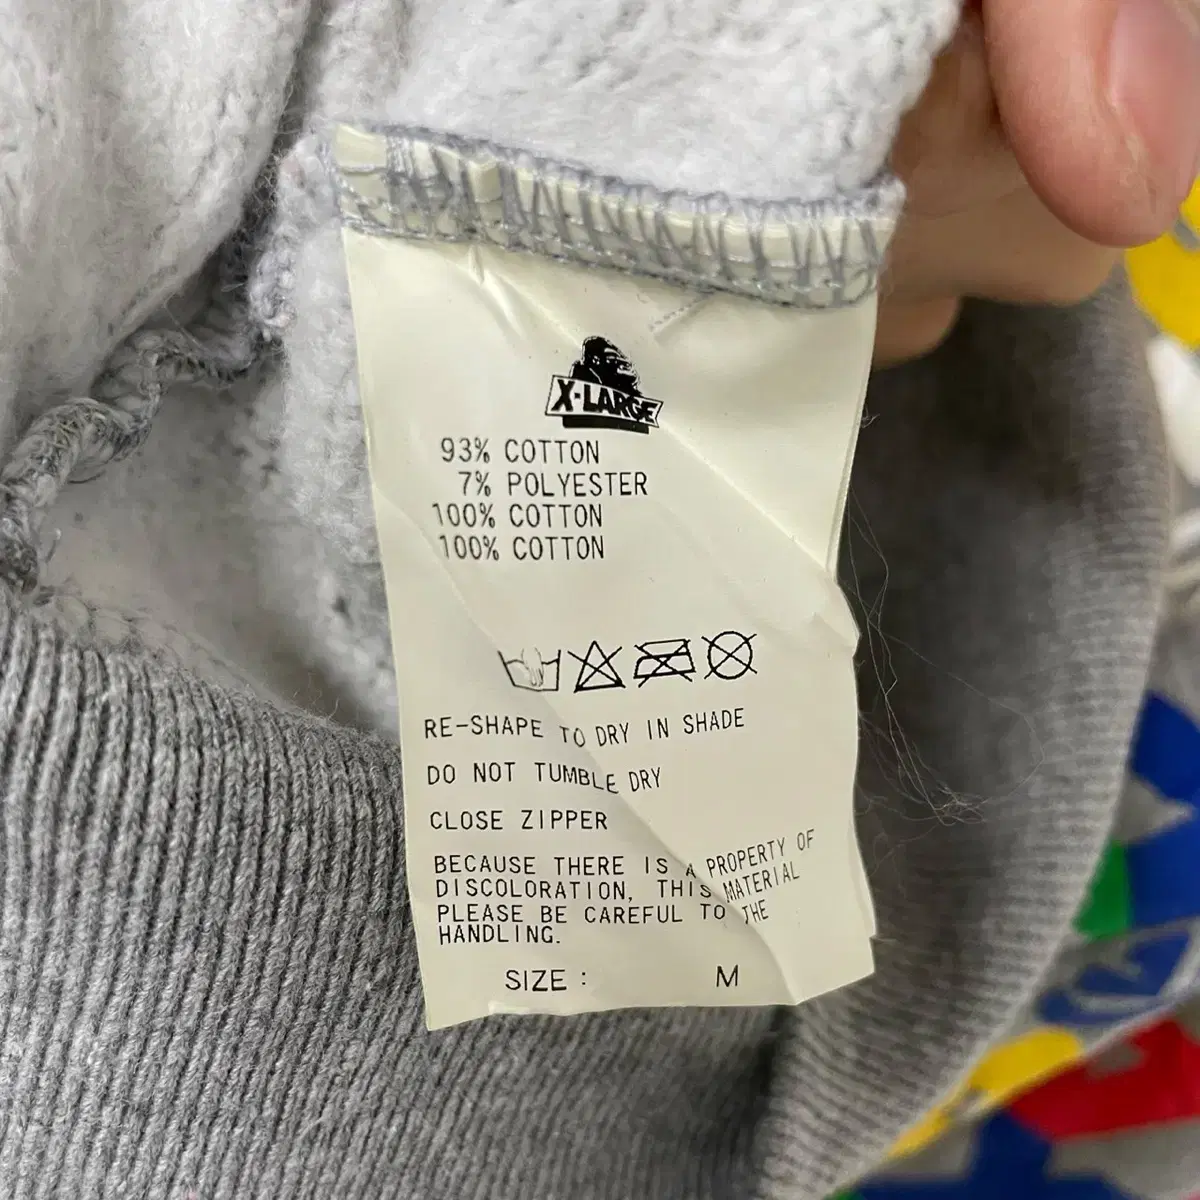 X-LARGE
93% COTTON
7% POLYESTER
100% COTTON
100% COTTON
RE-SHAPE TO DRY IN SHADE
DO NOT TUMBLE DRY
CLOSE ZIPPER
BECAUSE THERE IS A PROPERTY OF
DISCOLORATION, THIS MATERIAL
PLEASE BE CAREFUL TO THE
HANDLING.
SIZE : M